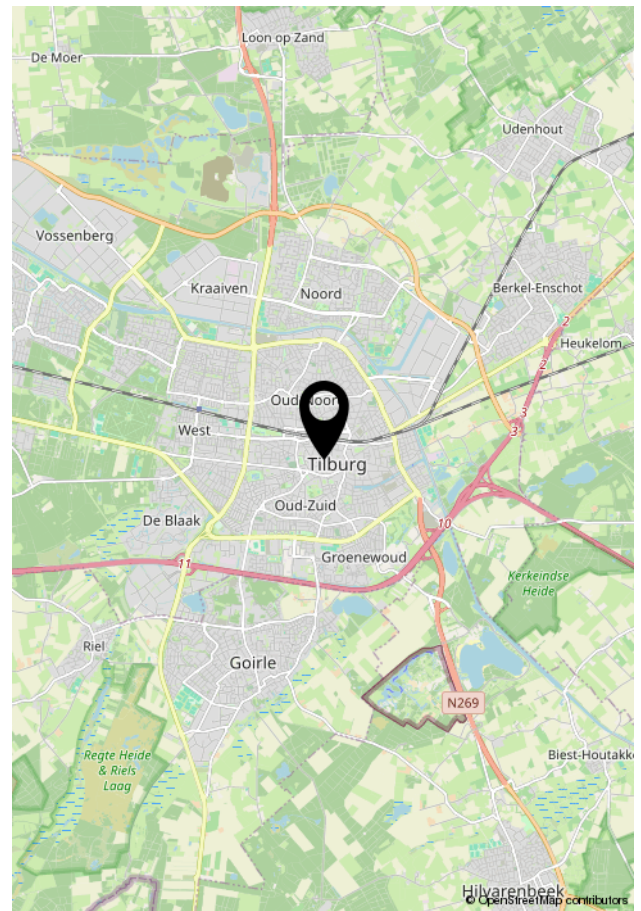 Loon op Zand
De Moer
Udenhout
Vossenberg
Kraaiven
Noord
Berkel-Enschot
2
Heukelom
2
Oud-Noord
3
West
3
Tilburg
Oud-Zuid
De Blaak
10
Groenewoud
11
Kerkeindse
Heide
Riel
Goirle
N269
Regte Heide
& Riels
Laag
Biest-Houtakke
Hilvarenbeek
© OpenStreetMap contributors